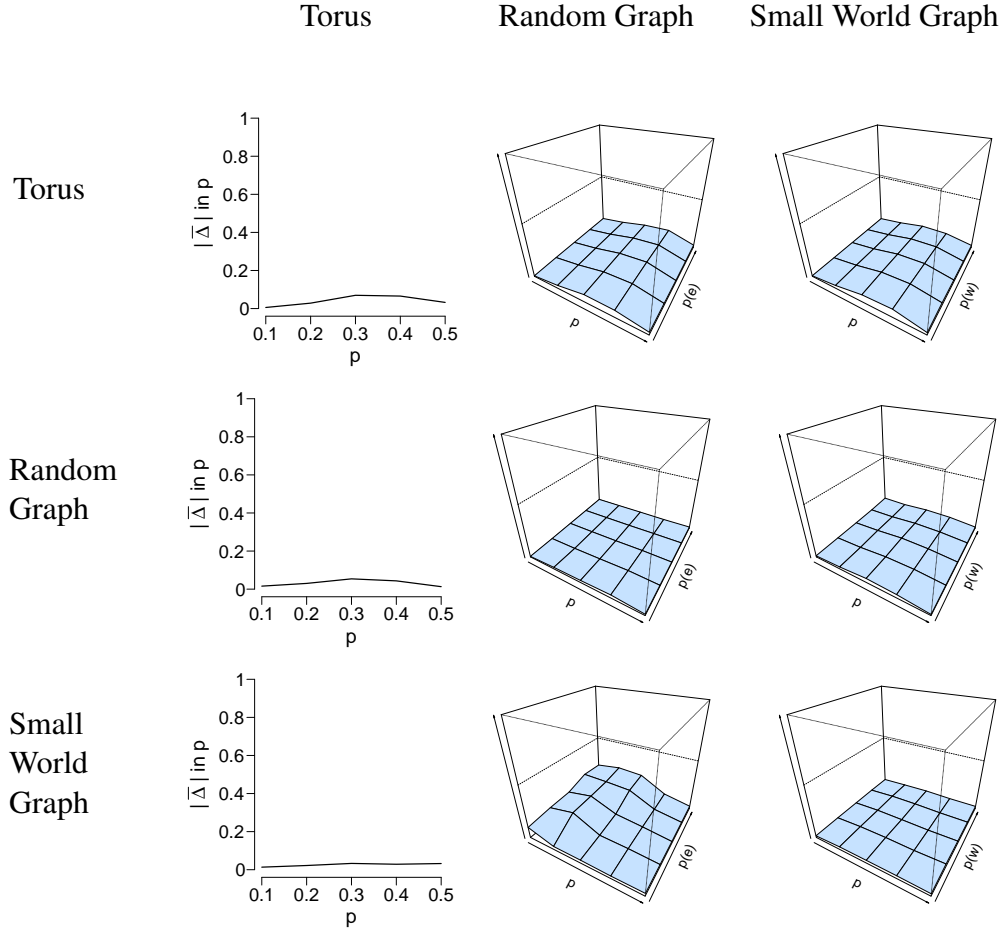 Torus Random Graph Small World Graph
Torus
1
0.8
0.6
0.4
0.2
0
| Δ̅ | in p
0.1 0.2 0.3 0.4 0.5
p
p
p(e)
p
p(w)
Random
Graph
1
0.8
0.6
0.4
0.2
0
| Δ̅ | in p
0.1 0.2 0.3 0.4 0.5
p
p
p(e)
p
p(w)
Small
World
Graph
1
0.8
0.6
0.4
0.2
0
| Δ̅ | in p
0.1 0.2 0.3 0.4 0.5
p
p
p(e)
p
p(w)